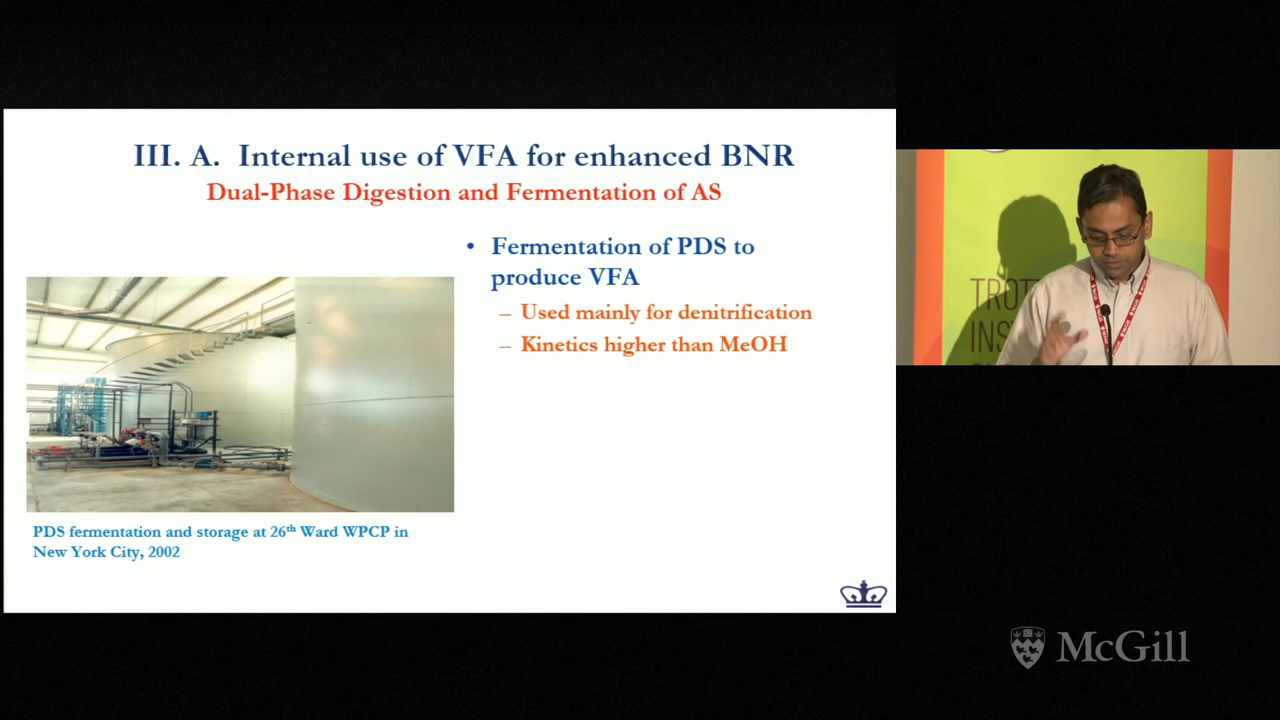 III. A. Internal use of VFA for enhanced BNR
Dual-Phase Digestion and Fermentation of AS
• Fermentation of PDS to
produce VFA
– Used mainly for denitrification
– Kinetics higher than MeOH
PDS fermentation and storage at 26th Ward WPCP in
New York City, 2002
McGill